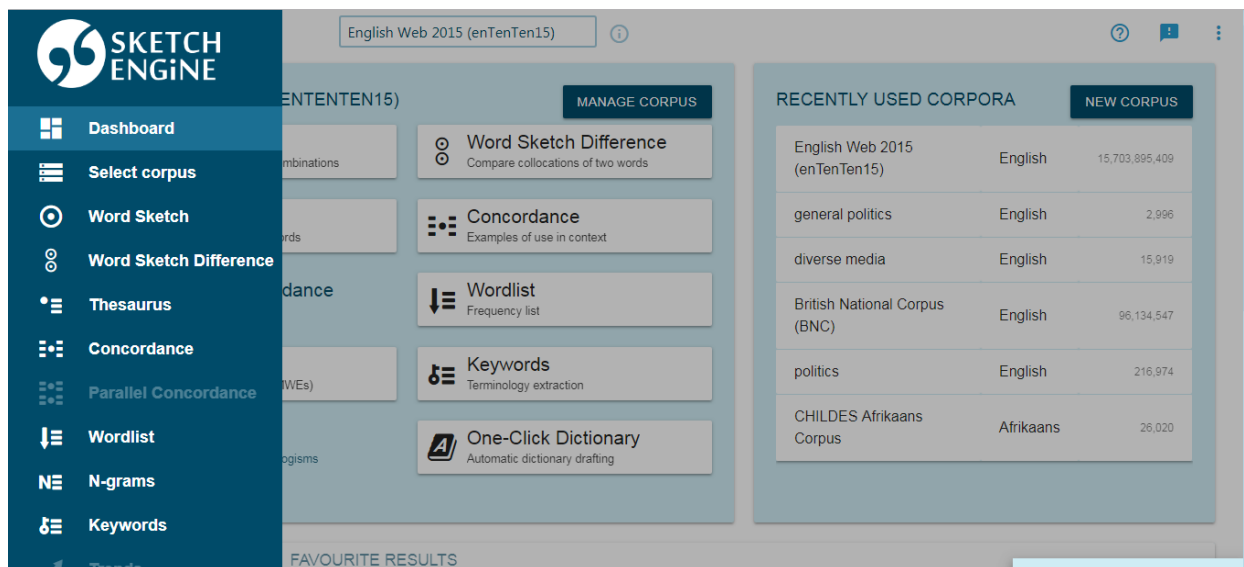 SKETCH
ENGiNE
Dashboard
Select corpus
Word Sketch
Word Sketch Difference
Thesaurus
Concordance
Parallel Concordance
Wordlist
N-grams
Keywords
Trends
English Web 2015 (enTenTen15)
ENTENTEN15)
MANAGE CORPUS
mbinations
Word Sketch Difference
Compare collocations of two words
ords
Concordance
Examples of use in context
dance
Wordlist
Frequency list
MWEs)
Keywords
Terminology extraction
ogisms
One-Click Dictionary
Automatic dictionary drafting
RECENTLY USED CORPORA
NEW CORPUS
English Web 2015
(enTenTen15)
English
15,703,895,409
general politics
English
2,996
diverse media
English
15,919
British National Corpus
(BNC)
English
96,134,547
politics
English
216,974
CHILDES Afrikaans
Corpus
Afrikaans
26,020
FAVOURITE RESULTS